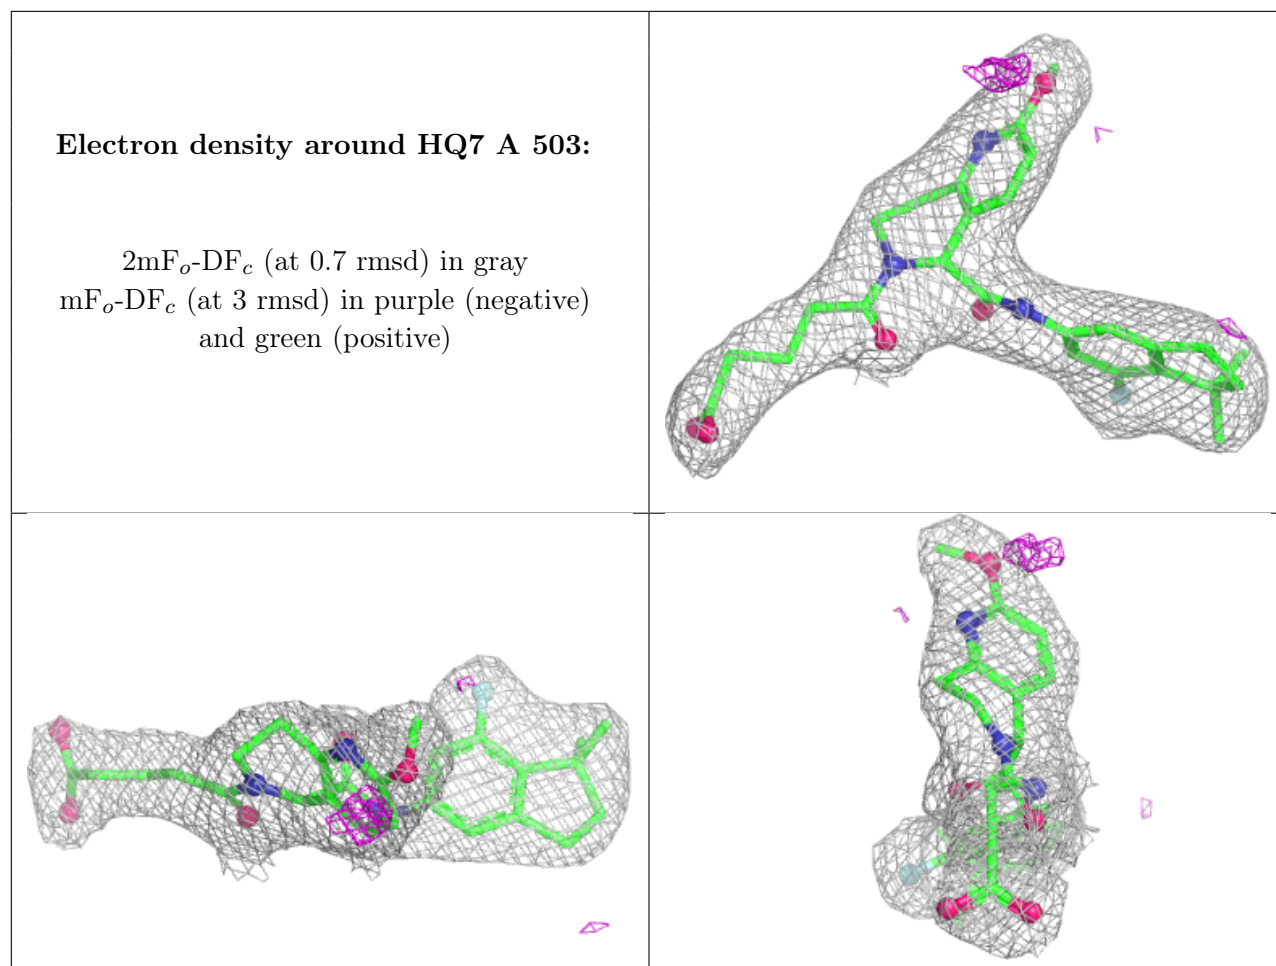 Electron density around HQ7 A 503:
2mFₒ-DF𝒸 (at 0.7 rmsd) in gray
mFₒ-DF𝒸 (at 3 rmsd) in purple (negative)
and green (positive)